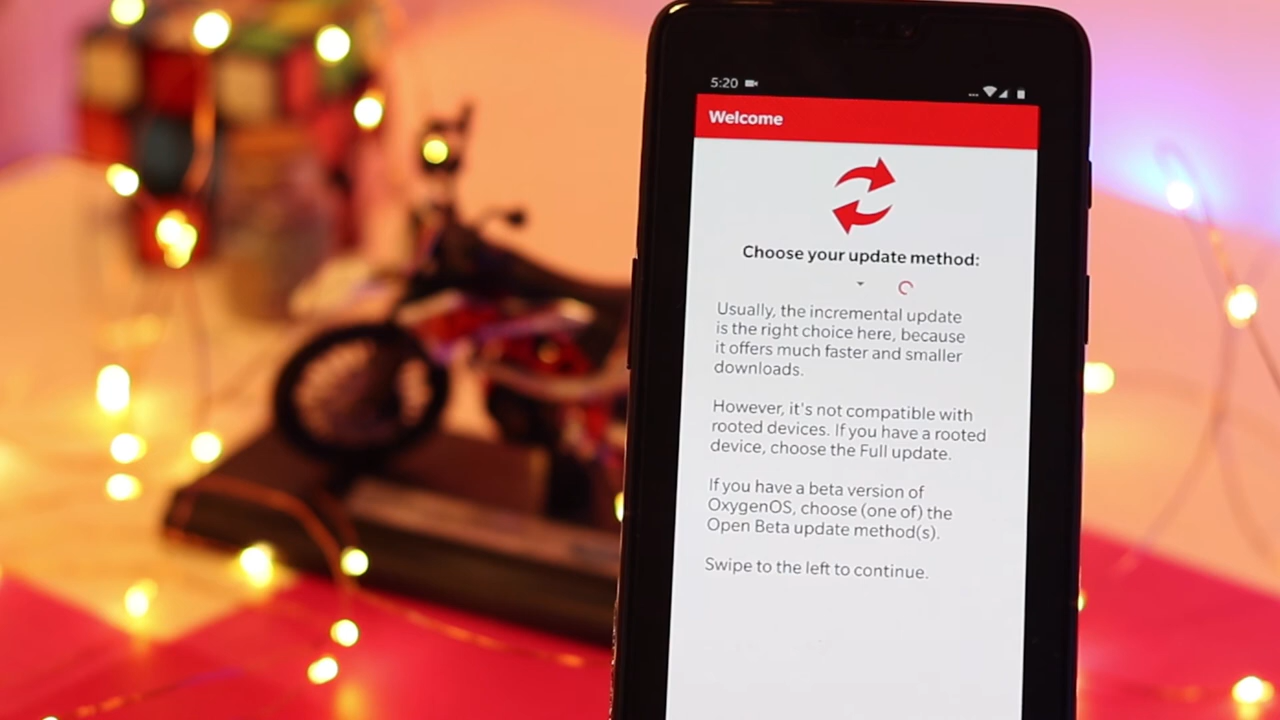 5:20
Welcome
Choose your update method:
Usually, the incremental update
is the right choice here, because
it offers much faster and smaller
downloads.
However, it's not compatible with
rooted devices. If you have a rooted
device, choose the Full update.
If you have a beta version of
OxygenOS, choose (one of) the
Open Beta update method(s).
Swipe to the left to continue.